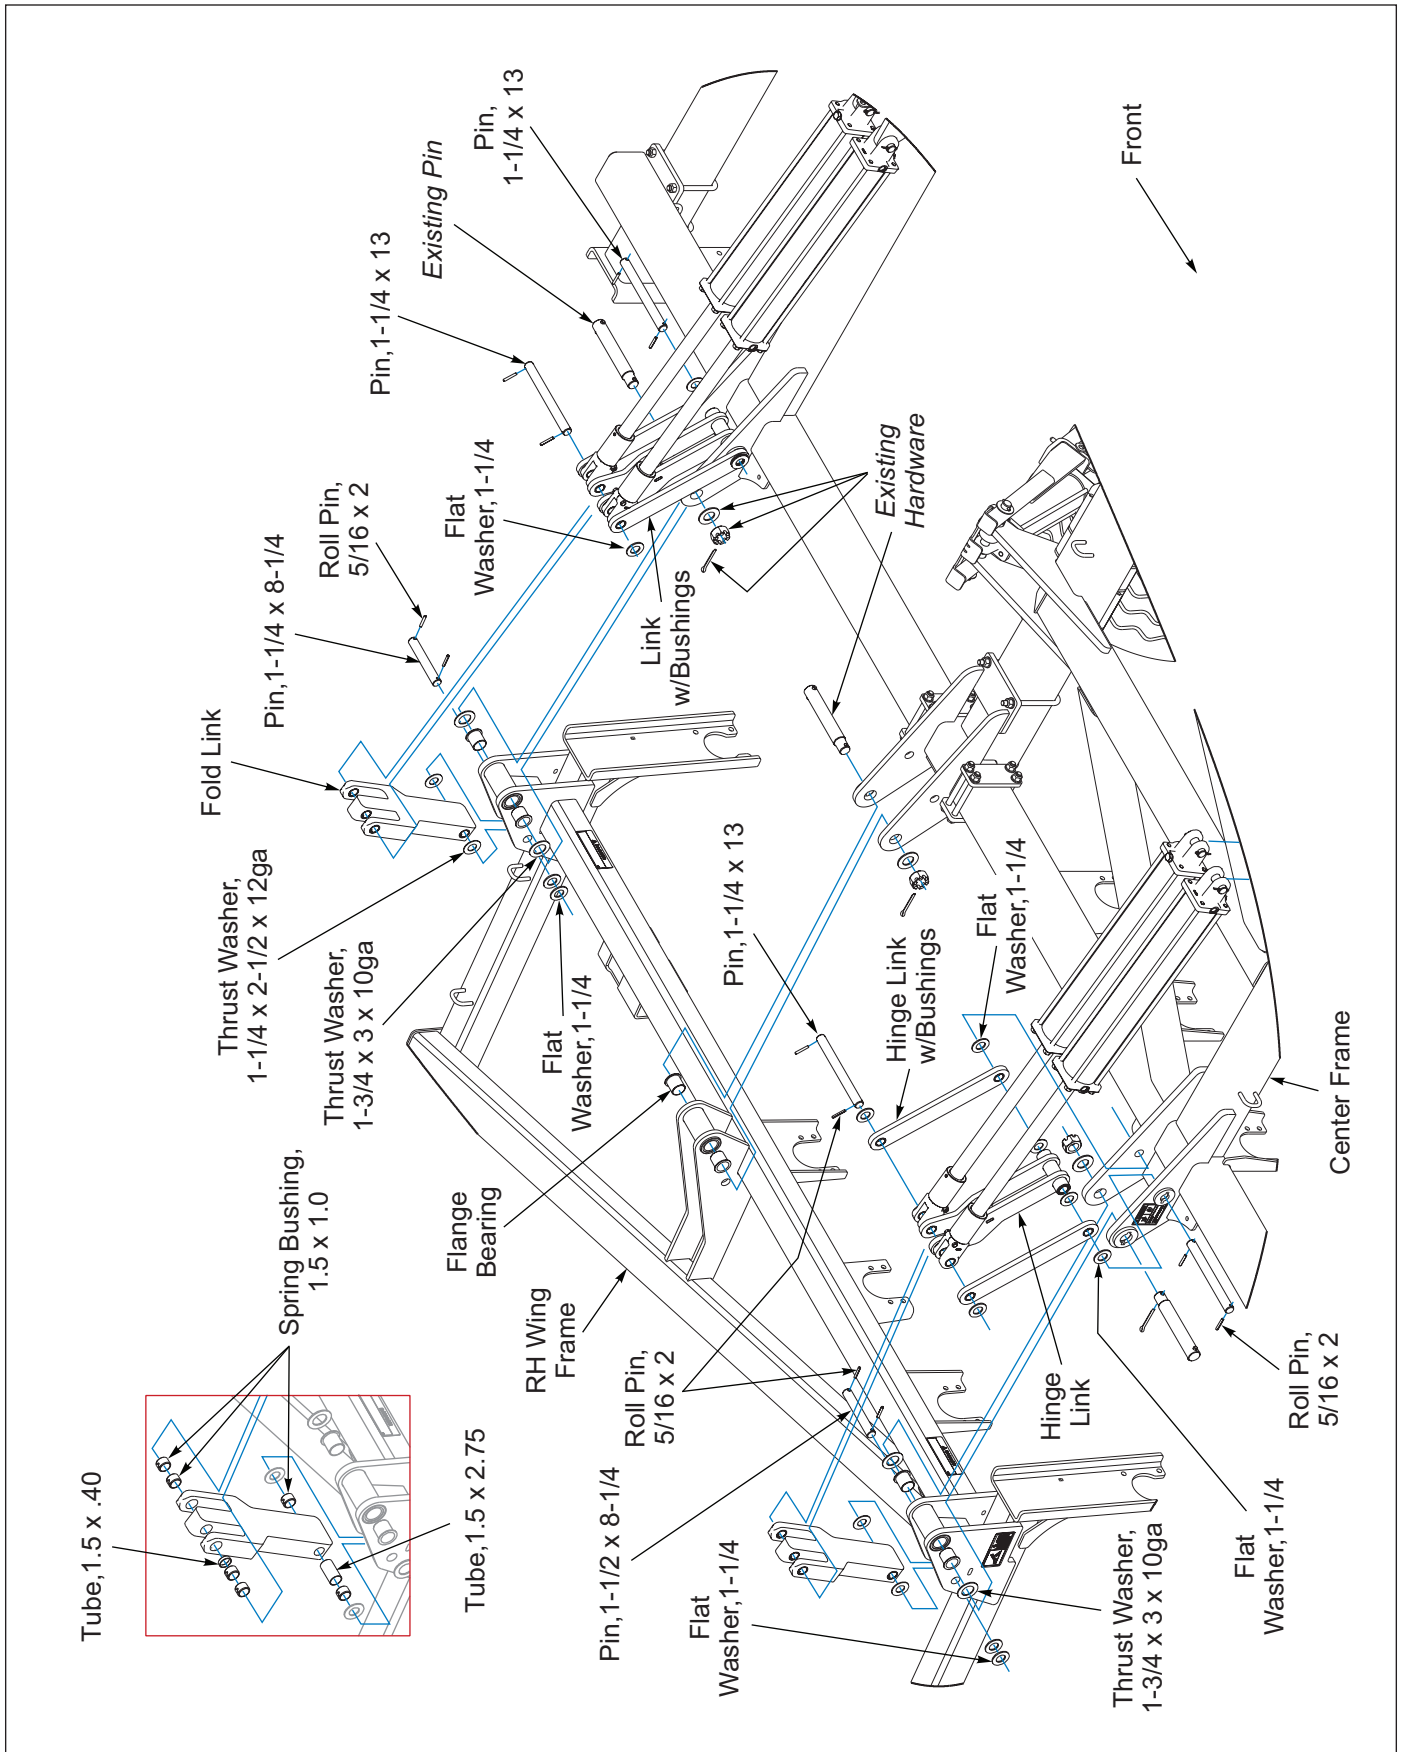 Tube,1.5 x .40
Spring Bushing,
1.5 x 1.0
Tube,1.5 x 2.75
Thrust Washer,
1-1/4 x 2-1/2 x 12ga
Fold Link
Pin,1-1/4 x 8-1/4
Roll Pin,
5/16 x 2
Pin,1-1/4 x 13
Existing Pin
Pin,
1-1/4 x 13
Thrust Washer,
1-3/4 x 3 x 10ga
Flat
Washer,1-1/4
Flat
Washer,1-1/4
Flange
Bearing
RH Wing
Frame
Link
w/Bushings
Existing
Hardware
Roll Pin,
5/16 x 2
Pin,1-1/2 x 8-1/4
Pin,1-1/4 x 13
Hinge Link
w/Bushings
Flat
Washer,1-1/4
Flat
Washer,1-1/4
Hinge
Link
Front
Thrust Washer,
1-3/4 x 3 x 10ga
Flat
Washer,1-1/4
Roll Pin,
5/16 x 2
Center Frame